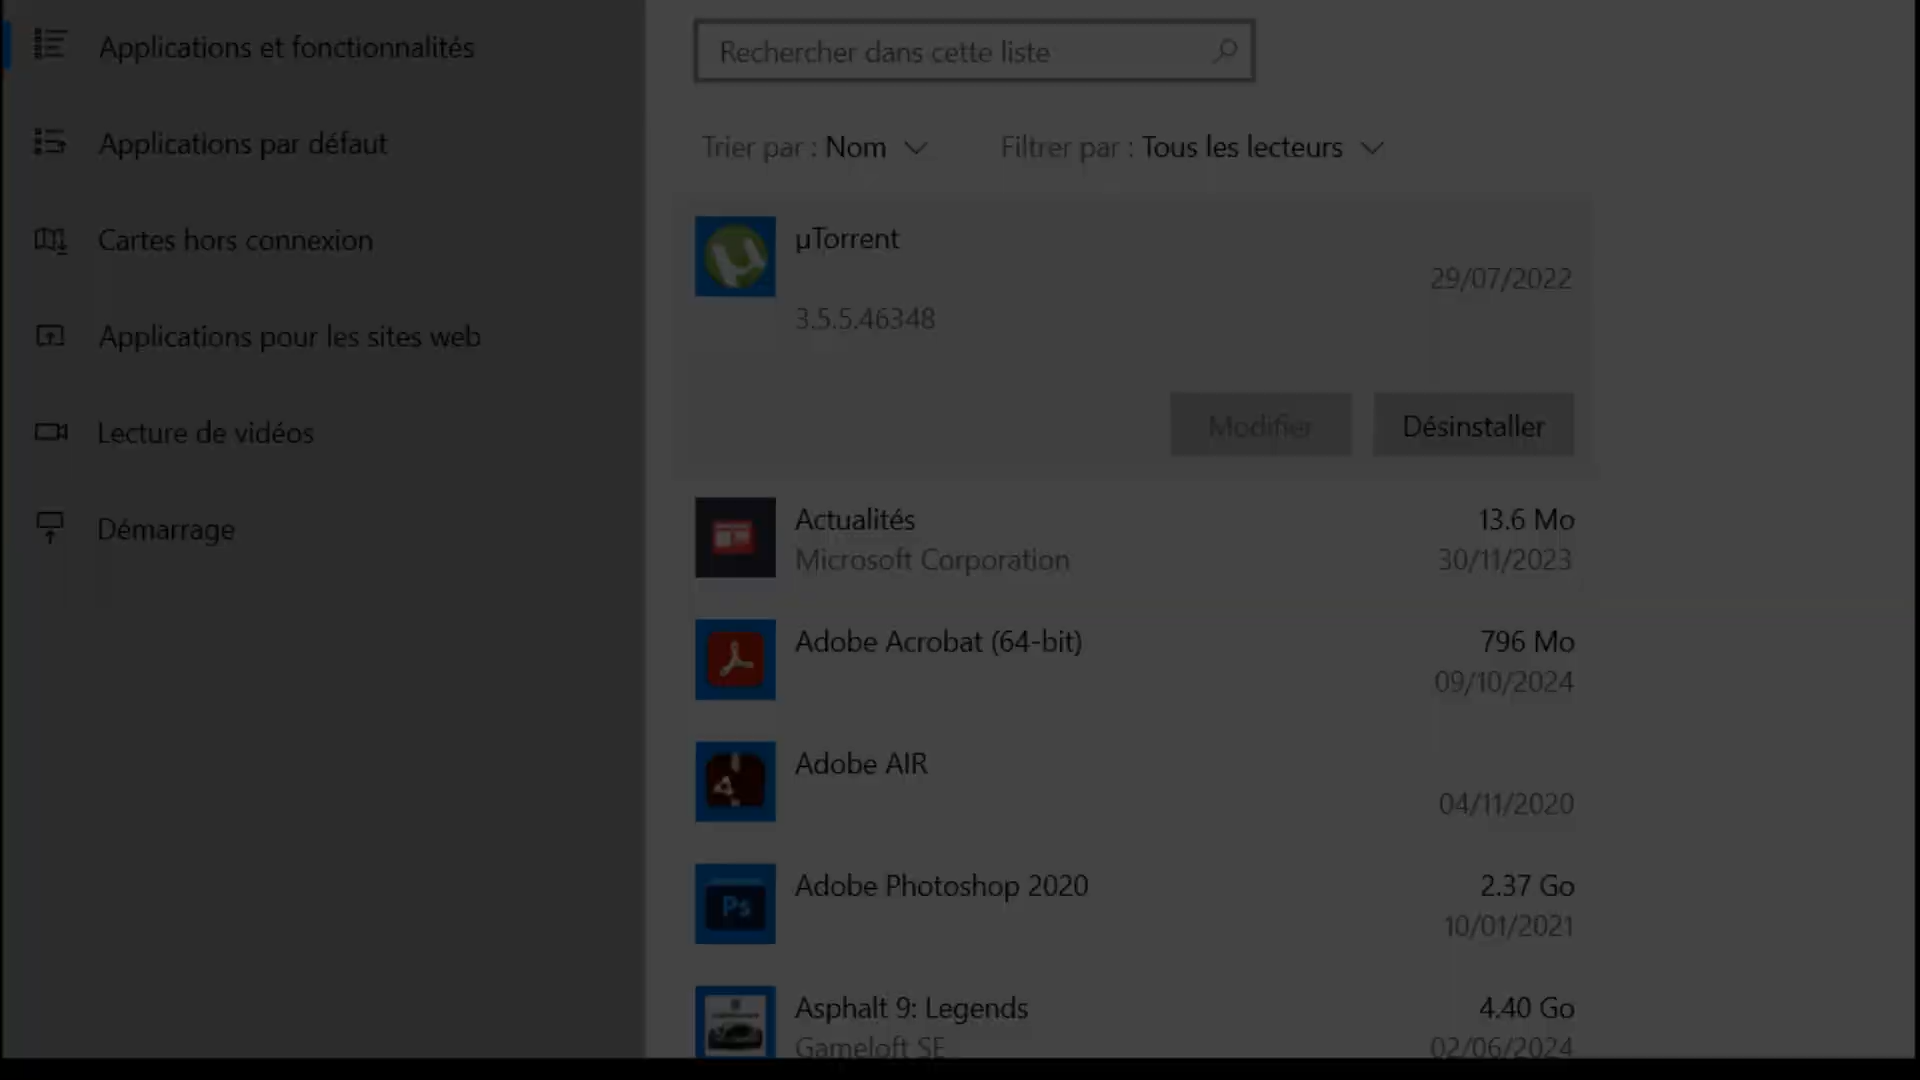 Applications et fonctionnalités
Applications par défaut
Cartes hors connexion
Applications pour les sites web
Lecture de vidéos
Démarrage
Rechercher dans cette liste
Trier par : Nom
Filtrer par : Tous les lecteurs
µTorrent
29/07/2022
3.5.5.46348
Modifier
Désinstaller
Actualités
13.6 Mo
Microsoft Corporation
30/11/2023
Adobe Acrobat (64-bit)
796 Mo
09/10/2024
Adobe AIR
04/11/2020
Ps
Adobe Photoshop 2020
2.37 Go
10/01/2021
Asphalt 9: Legends
4.40 Go
Gameloft SE
02/06/2024